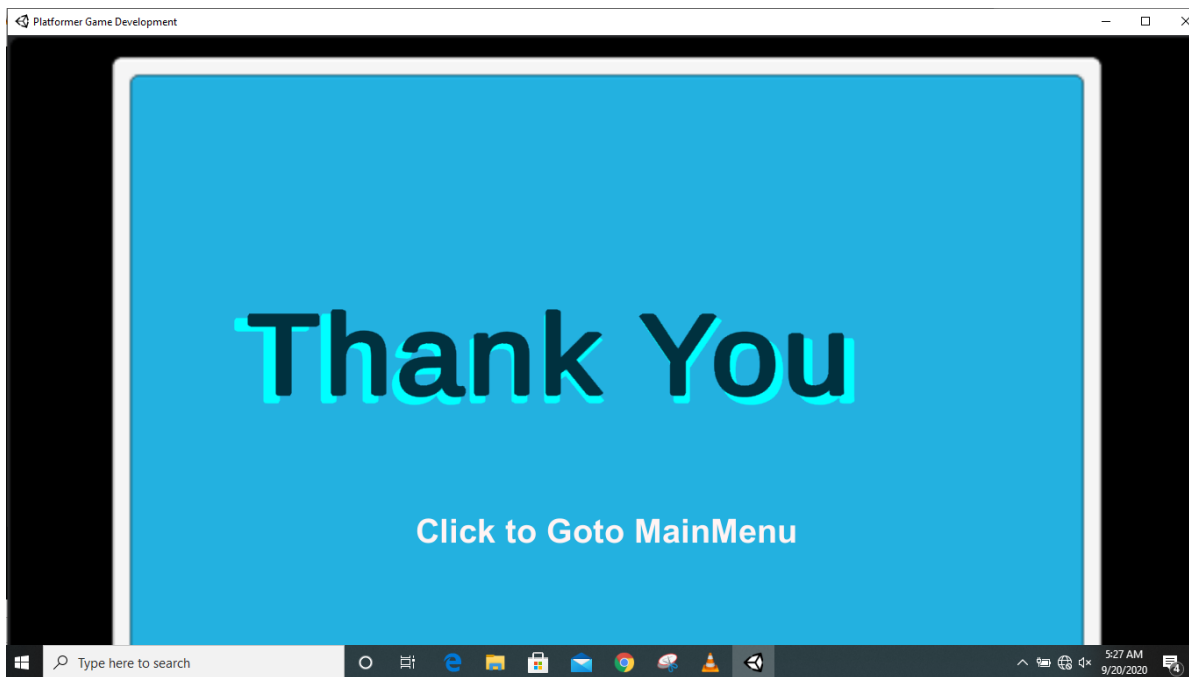 Platformer Game Development
Thank You
Click to Goto MainMenu
Type here to search
5:27 AM
9/20/2020
4